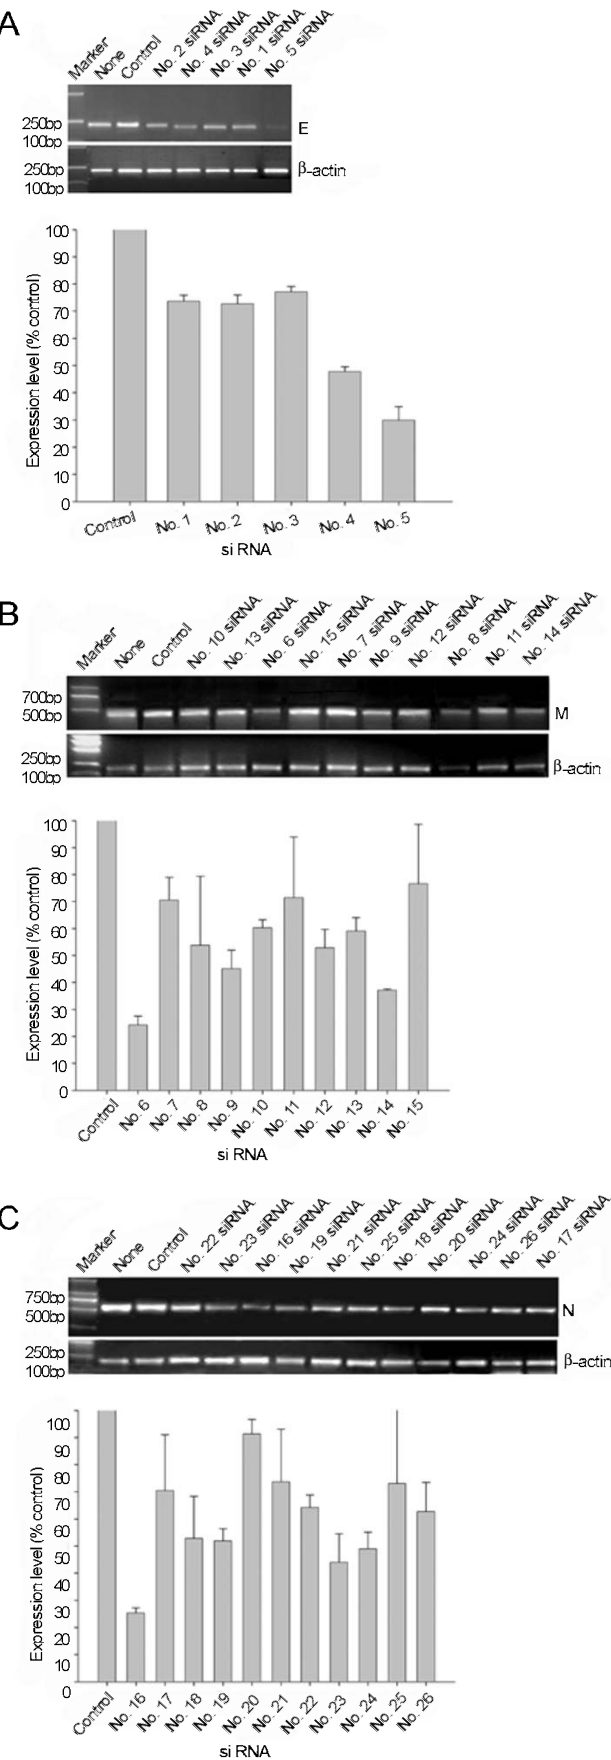 A
Marker
None
Control
No. 2 siRNA
No. 4 siRNA
No. 3 siRNA
No. 1 siRNA
No. 5 siRNA
250bp
100bp
E
250bp
100bp
β-actin
Expression level (% control)
100
90
80
70
60
50
40
30
20
10
0
Control
No. 1
No. 2
No. 3
No. 4
No. 5
si RNA
B
Marker
None
Control
No. 10 siRNA
No. 13 siRNA
No. 6 siRNA
No. 15 siRNA
No. 7 siRNA
No. 9 siRNA
No. 12 siRNA
No. 8 siRNA
No. 11 siRNA
No. 14 siRNA
700bp
500bp
M
250bp
100bp
β-actin
Expression level (% control)
100
90
80
70
60
50
40
30
20
10
0
Control
No. 6
No. 7
No. 8
No. 9
No. 10
No. 11
No. 12
No. 13
No. 14
No. 15
si RNA
C
Marker
None
Control
No. 22 siRNA
No. 23 siRNA
No. 16 siRNA
No. 19 siRNA
No. 21 siRNA
No. 25 siRNA
No. 18 siRNA
No. 20 siRNA
No. 24 siRNA
No. 26 siRNA
No. 17 siRNA
750bp
500bp
N
250bp
100bp
β-actin
Expression level (% control)
100
90
80
70
60
50
40
30
20
10
0
Control
No. 16
No. 17
No. 18
No. 19
No. 20
No. 21
No. 22
No. 23
No. 24
No. 25
No. 26
si RNA